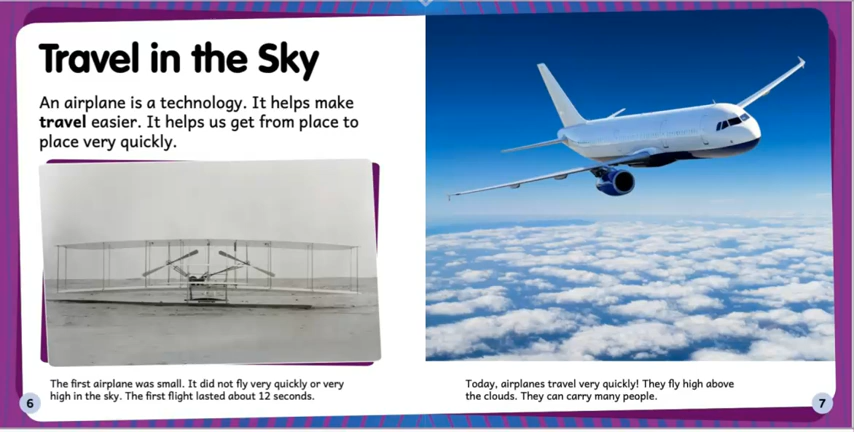 Travel in the Sky
An airplane is a technology. It helps make
travel easier. It helps us get from place to
place very quickly.
The first airplane was small. It did not fly very quickly or very
high in the sky. The first flight lasted about 12 seconds.
6
Today, airplanes travel very quickly! They fly high above
the clouds. They can carry many people.
7